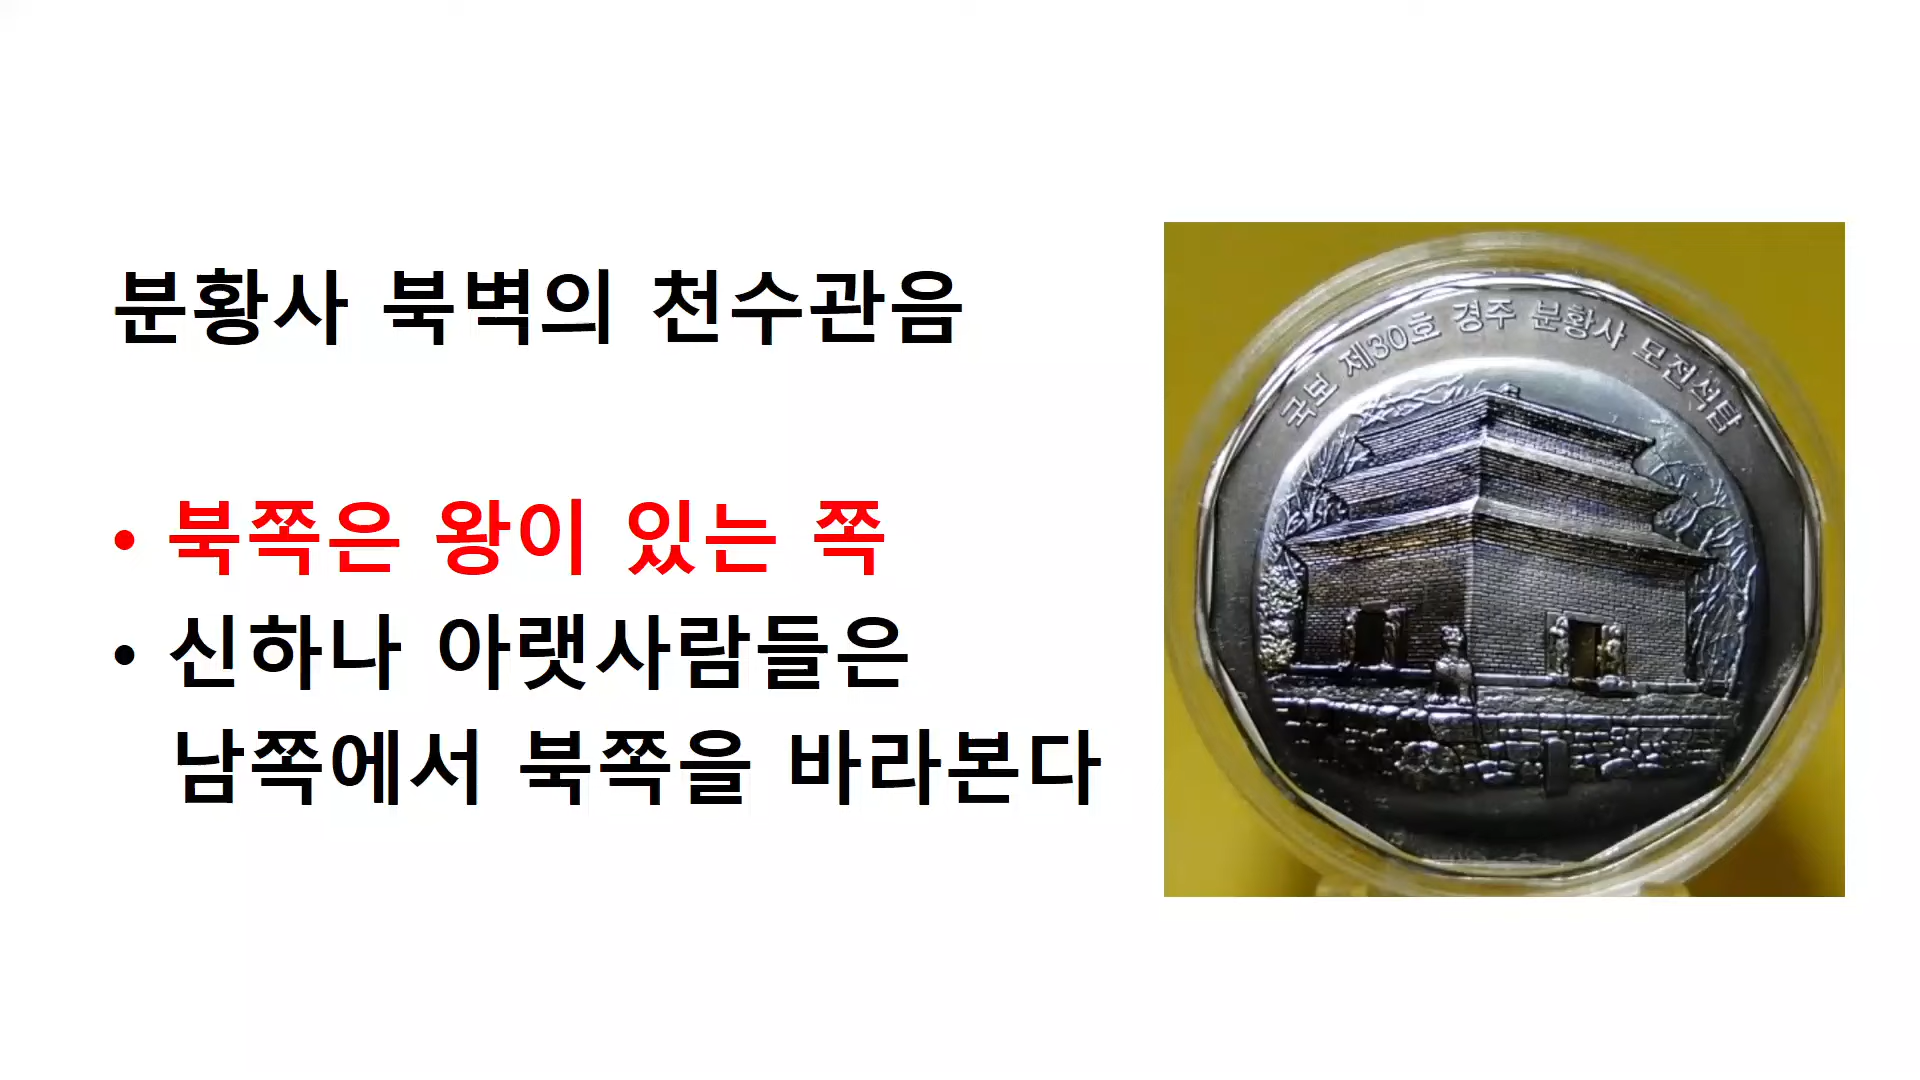 분황사 북벽의 천수관음
• 북쪽은 왕이 있는 쪽
• 신하나 아랫사람들은
남쪽에서 북쪽을 바라본다
국보 제30호 경주 분황사 모전석탑